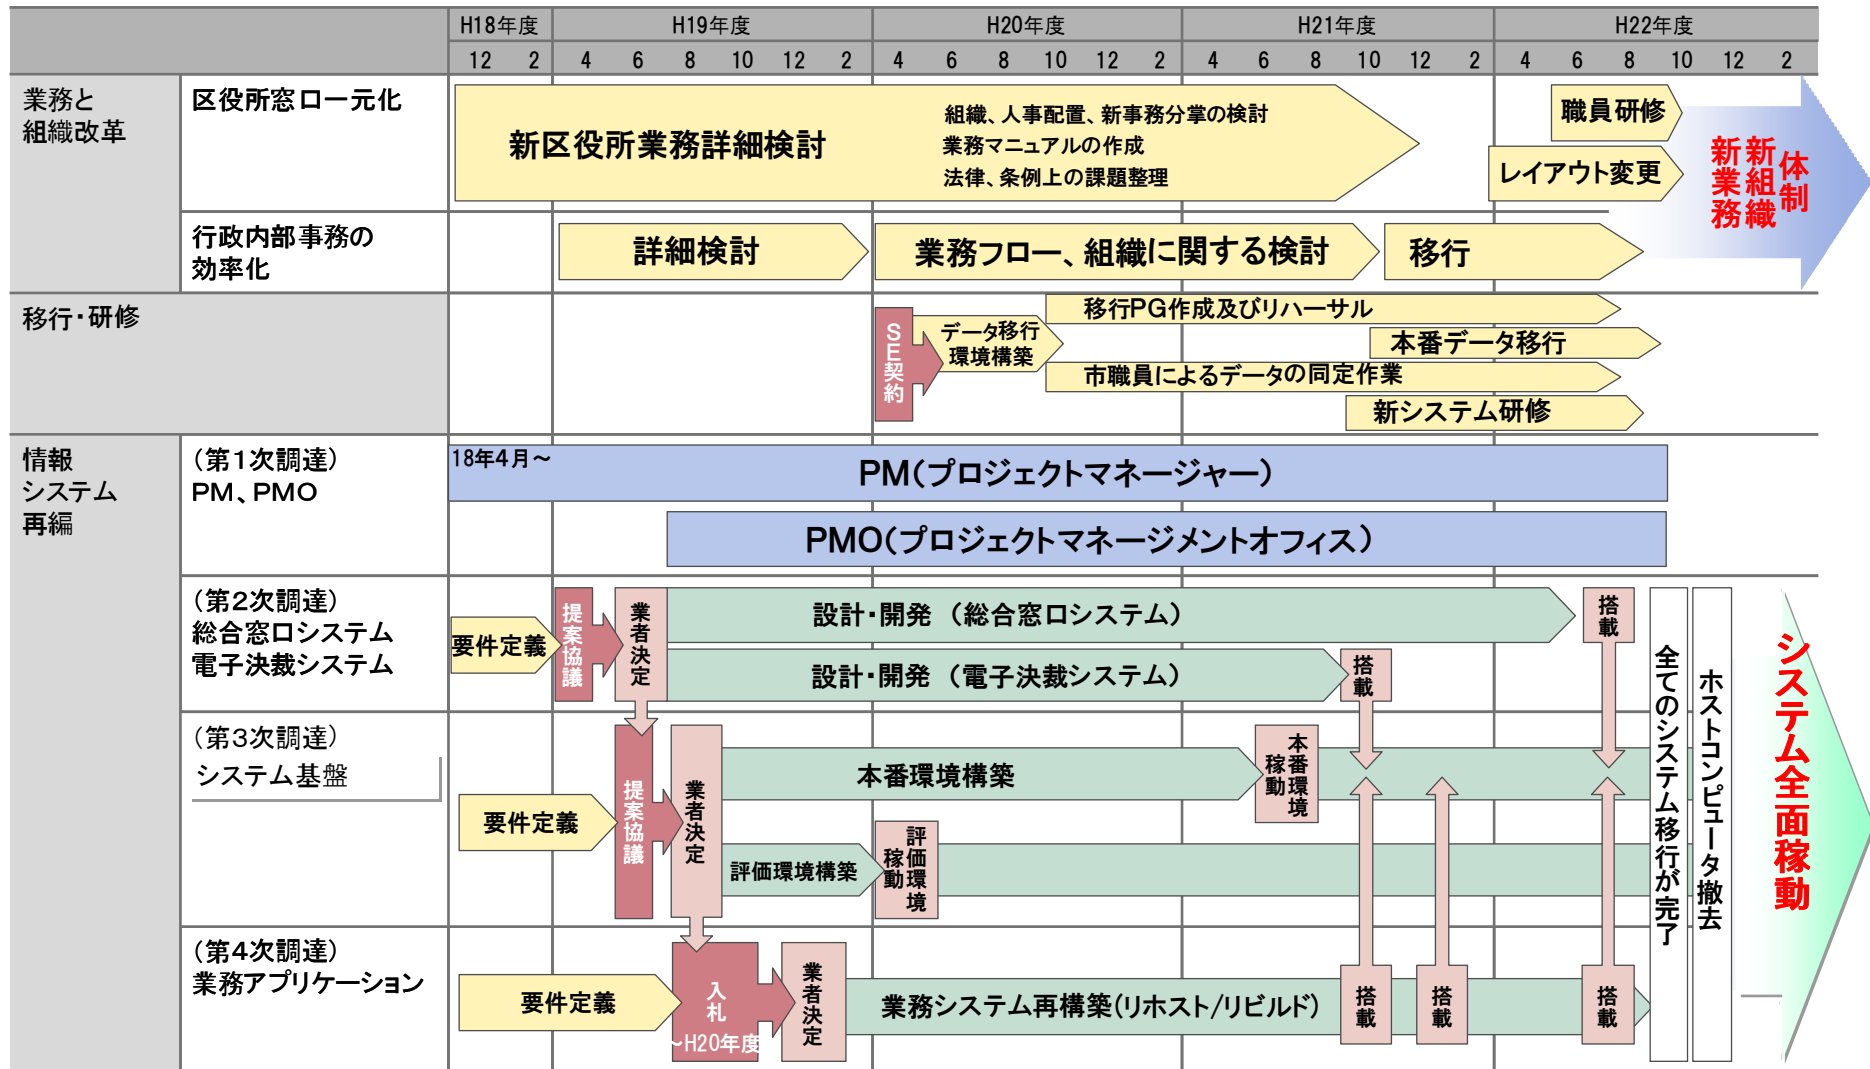 H18年度
H19年度
H20年度
H21年度
H22年度
12 2 4 6 8 10 12 2 4 6 8 10 12 2 4 6 8 10 12 2 4 6 8 10 12 2
業務と
組織改革
区役所窓口一元化
新区役所業務詳細検討
組織、人事配置、新事務分掌の検討
業務マニュアルの作成
法律、条例上の課題整理
職員研修
レイアウト変更
新業務
新組織
体制
行政内部事務の
効率化
詳細検討
業務フロー、組織に関する検討
移行
移行・研修
SE契約
データ移行
環境構築
移行PG作成及びリハーサル
本番データ移行
市職員によるデータの同定作業
新システム研修
情報
システム
再編
(第1次調達)
PM、PMO
18年4月～
PM(プロジェクトマネージャー)
PMO(プロジェクトマネージメントオフィス)
(第2次調達)
総合窓口システム
電子決裁システム
要件定義
提案協議
業者決定
設計・開発 (総合窓口システム)
搭載
設計・開発 (電子決裁システム)
搭載
(第3次調達)
システム基盤
要件定義
提案協議
業者決定
本番環境構築
本番環境
稼動
評価環境構築
評価環境
稼動
(第4次調達)
業務アプリケーション
要件定義
入札
～H20年度
業者決定
業務システム再構築(リホスト/リビルド)
搭載
搭載
搭載
全てのシステム移行が完了
ホストコンピュータ撤去
システム全面稼動